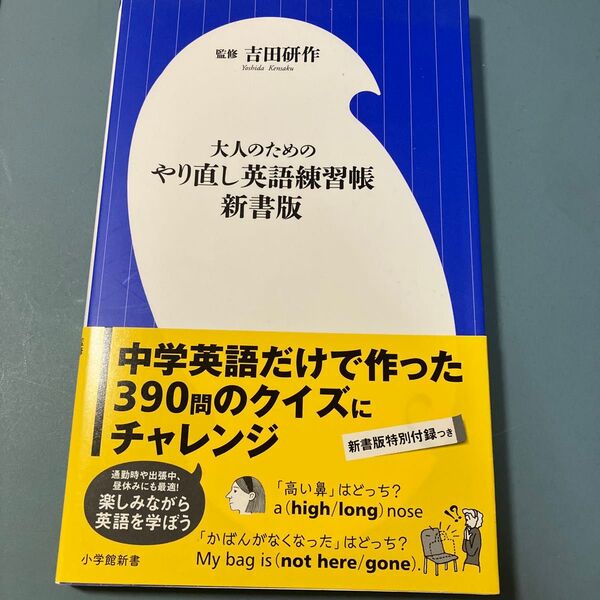 監修 吉田研作
Yoshida Kensaku
大人のための
やり直し英語練習帳
新書版
中学英語だけで作った
390問のクイズに
チャレンジ
新書版特別付録つき
通勤時や出張中、
昼休みにも最適!
楽しみながら
英語を学ぼう
「高い鼻」はどっち?
a (high/long) nose
「かばんがなくなった」はどっち?
My bag is (not here/gone).
!?
小学館新書